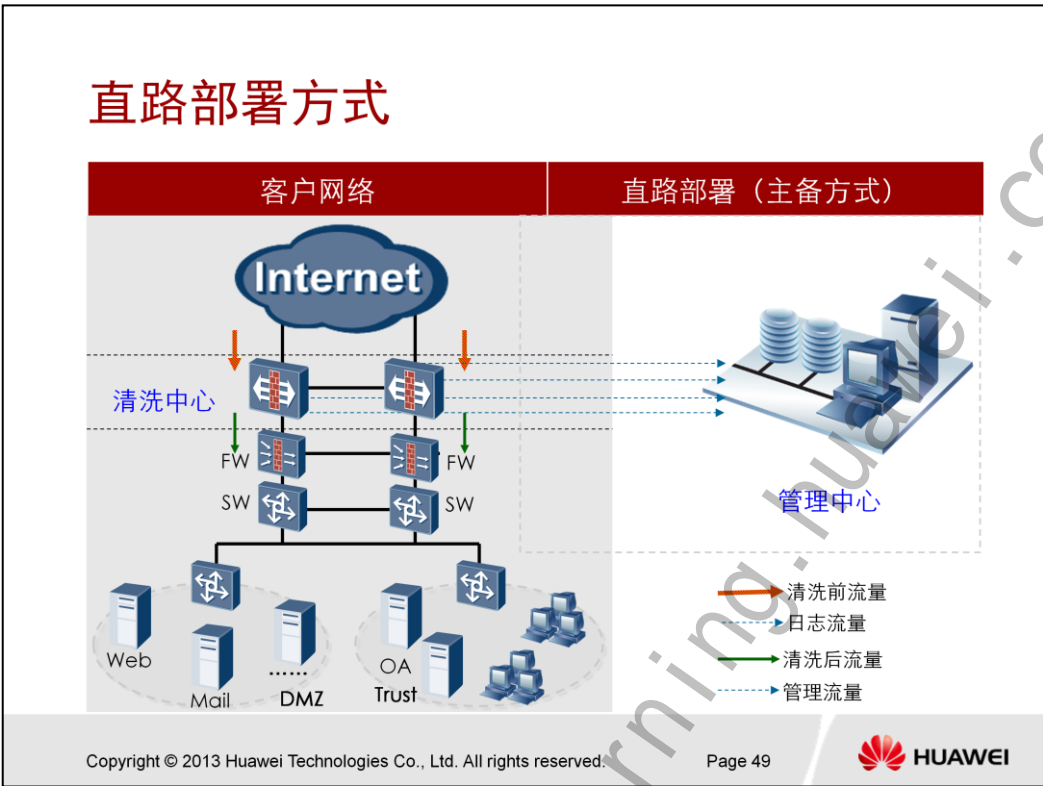 直路部署方式
客户网络
直路部署（主备方式）
Internet
清洗中心
FW
FW
SW
SW
管理中心
Web
Mail
……
DMZ
OA
Trust
清洗前流量
日志流量
清洗后流量
管理流量
Copyright © 2013 Huawei Technologies Co., Ltd. All rights reserved.
Page 49
HUAWEI
rning.huawei.co